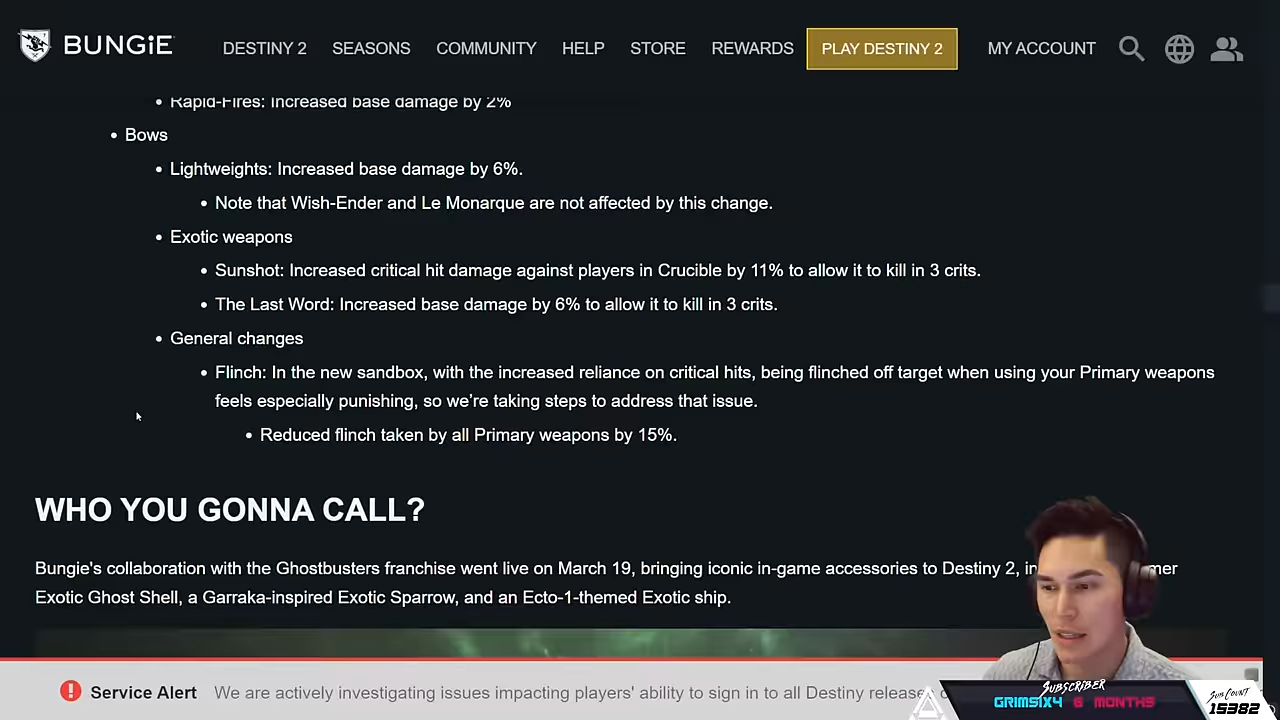 BUNGiE DESTINY 2 SEASONS COMMUNITY HELP STORE REWARDS PLAY DESTINY 2 MY ACCOUNT
• Rapid-Fires: Increased base damage by 2%
• Bows
• Lightweights: Increased base damage by 6%.
• Note that Wish-Ender and Le Monarque are not affected by this change.
• Exotic weapons
• Sunshot: Increased critical hit damage against players in Crucible by 11% to allow it to kill in 3 crits.
• The Last Word: Increased base damage by 6% to allow it to kill in 3 crits.
• General changes
• Flinch: In the new sandbox, with the increased reliance on critical hits, being flinched off target when using your Primary weapons
feels especially punishing, so we’re taking steps to address that issue.
• Reduced flinch taken by all Primary weapons by 15%.
WHO YOU GONNA CALL?
Bungie's collaboration with the Ghostbusters franchise went live on March 19, bringing iconic in-game accessories to Destiny 2,
Exotic Ghost Shell, a Garraka-inspired Exotic Sparrow, and an Ecto-1-themed Exotic ship.
Service Alert We are actively investigating issues impacting players' ability to sign in to all Destiny
SUBSCRIBER
GRIMSIX4 6 MONTHS
SUB COUNT
15382